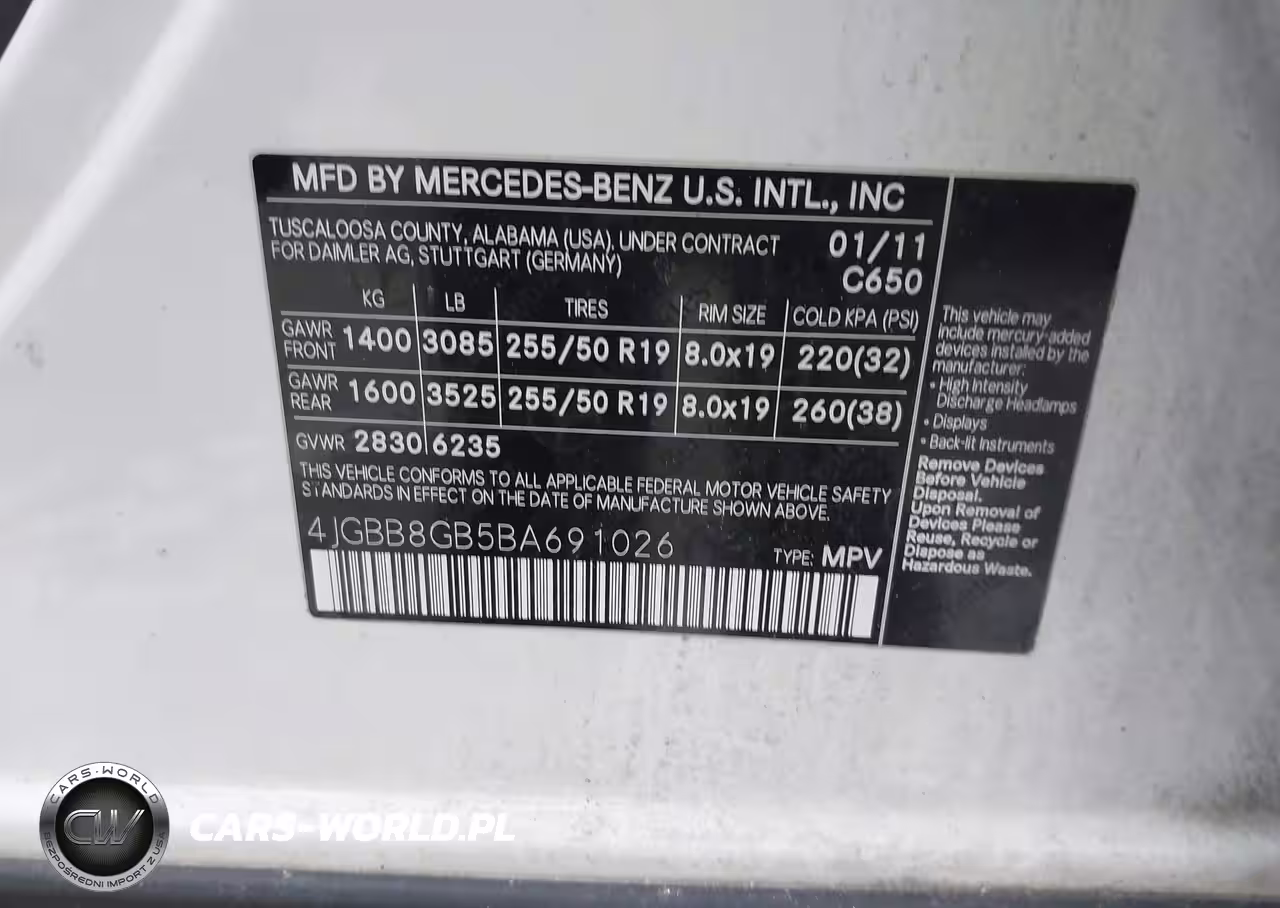 MFD BY MERCEDES-BENZ U.S. INTL., INC
TUSCALOOSA COUNTY, ALABAMA (USA), UNDER CONTRACT
FOR DAIMLER AG, STUTTGART (GERMANY)
01/11
C650
KG LB TIRES RIM SIZE COLD KPA (PSI)
GAWR FRONT 1400 3085 255/50 R19 8.0x19 220(32)
GAWR REAR 1600 3525 255/50 R19 8.0x19 260(38)
GVWR 2830 6235
THIS VEHICLE CONFORMS TO ALL APPLICABLE FEDERAL MOTOR VEHICLE SAFETY
STANDARDS IN EFFECT ON THE DATE OF MANUFACTURE SHOWN ABOVE.
4JGBB8GB5BA691026
TYPE: MPV
This vehicle may
include mercury-added
devices installed by the
manufacturer:
• High Intensity
Discharge Headlamps
• Displays
• Back-lit Instruments
Remove Devices
Before Vehicle
Disposal.
Upon Removal of
Devices Please
Reuse, Recycle or
Dispose as
Hazardous Waste.
CARS-WORLD
CW
BEZPOŚREDNI IMPORT Z USA
CARS-WORLD.PL